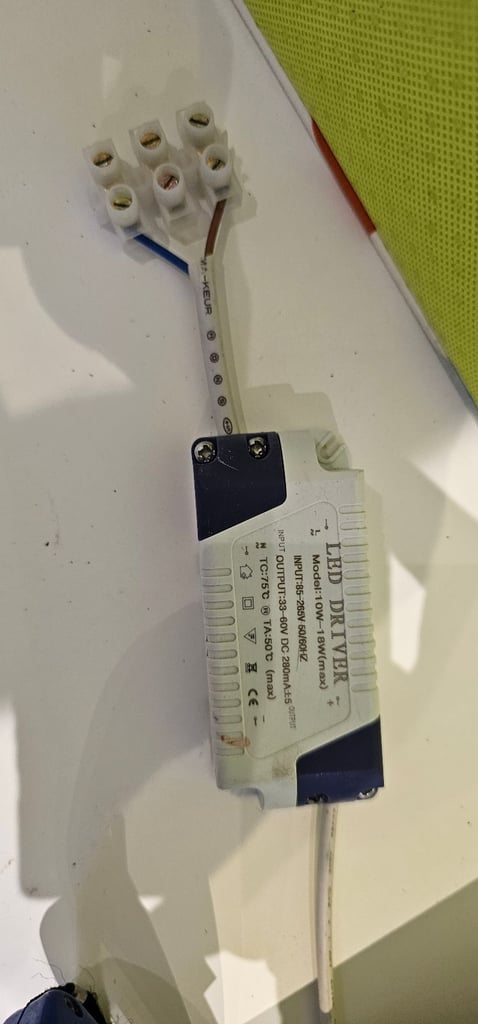 LED DRIVER
L
Model:10W-18W(max)
+
INPUT:85-265V 50/60HZ
INPUT
OUTPUT:33-60V DC 280mA±5
OUTPUT
N
TC:75℃ TA:50℃ (max)
-
CE
-KEUR